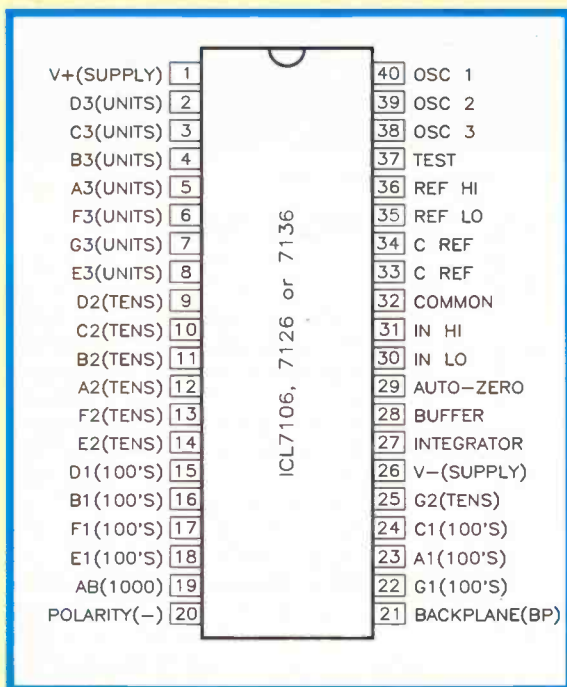 V+(SUPPLY) 1
D3(UNITS) 2
C3(UNITS) 3
B3(UNITS) 4
A3(UNITS) 5
F3(UNITS) 6
G3(UNITS) 7
E3(UNITS) 8
D2(TENS) 9
C2(TENS) 10
B2(TENS) 11
A2(TENS) 12
F2(TENS) 13
E2(TENS) 14
D1(100'S) 15
B1(100'S) 16
F1(100'S) 17
E1(100'S) 18
AB(1000) 19
POLARITY(-) 20
ICL7106, 7126 or 7136
40 OSC 1
39 OSC 2
38 OSC 3
37 TEST
36 REF HI
35 REF LO
34 C REF
33 C REF
32 COMMON
31 IN HI
30 IN LO
29 AUTO-ZERO
28 BUFFER
27 INTEGRATOR
26 V-(SUPPLY)
25 G2(TENS)
24 C1(100'S)
23 A1(100'S)
22 G1(100'S)
21 BACKPLANE(BP)